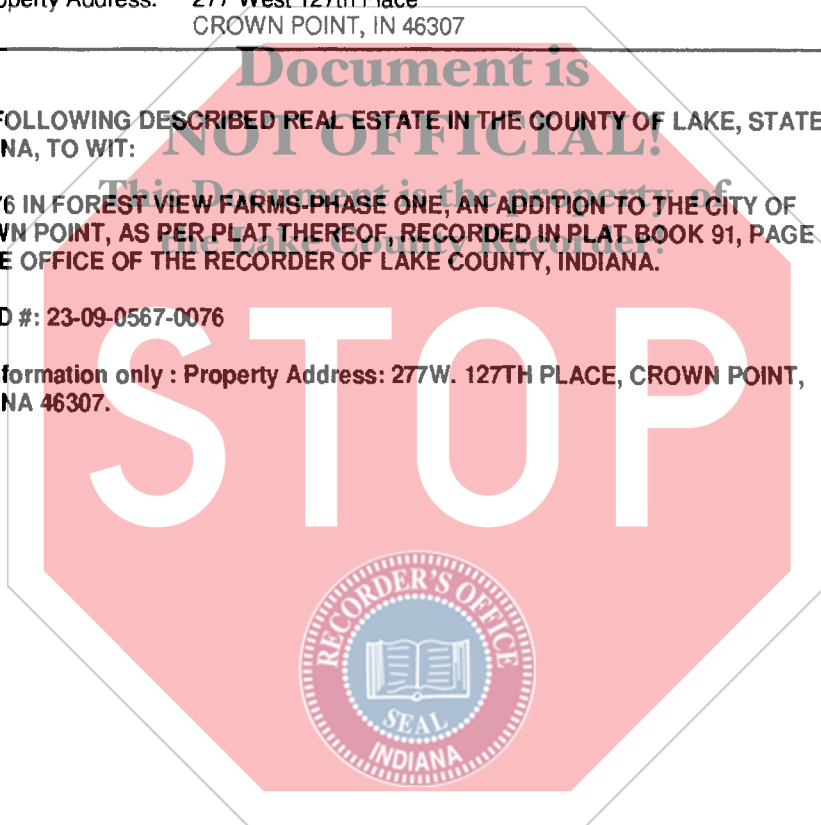 operty Address: 277 West 127th Place
CROWN POINT, IN 46307
Document is
FOLLOWING DESCRIBED REAL ESTATE IN THE COUNTY OF LAKE, STATE
NOT OFFICIAL!
NA, TO WIT:
This Document is the property of
76 IN FOREST VIEW FARMS-PHASE ONE, AN ADDITION TO THE CITY OF
WN POINT, AS PER PLAT THEREOF, RECORDED IN PLAT BOOK 91, PAGE
the Lake County Recorder!
E OFFICE OF THE RECORDER OF LAKE COUNTY, INDIANA.
D #: 23-09-0567-0076
formation only : Property Address: 277W. 127TH PLACE, CROWN POINT,
NA 46307.
STOP
RECORDER'S OFFICE
SEAL
INDIANA